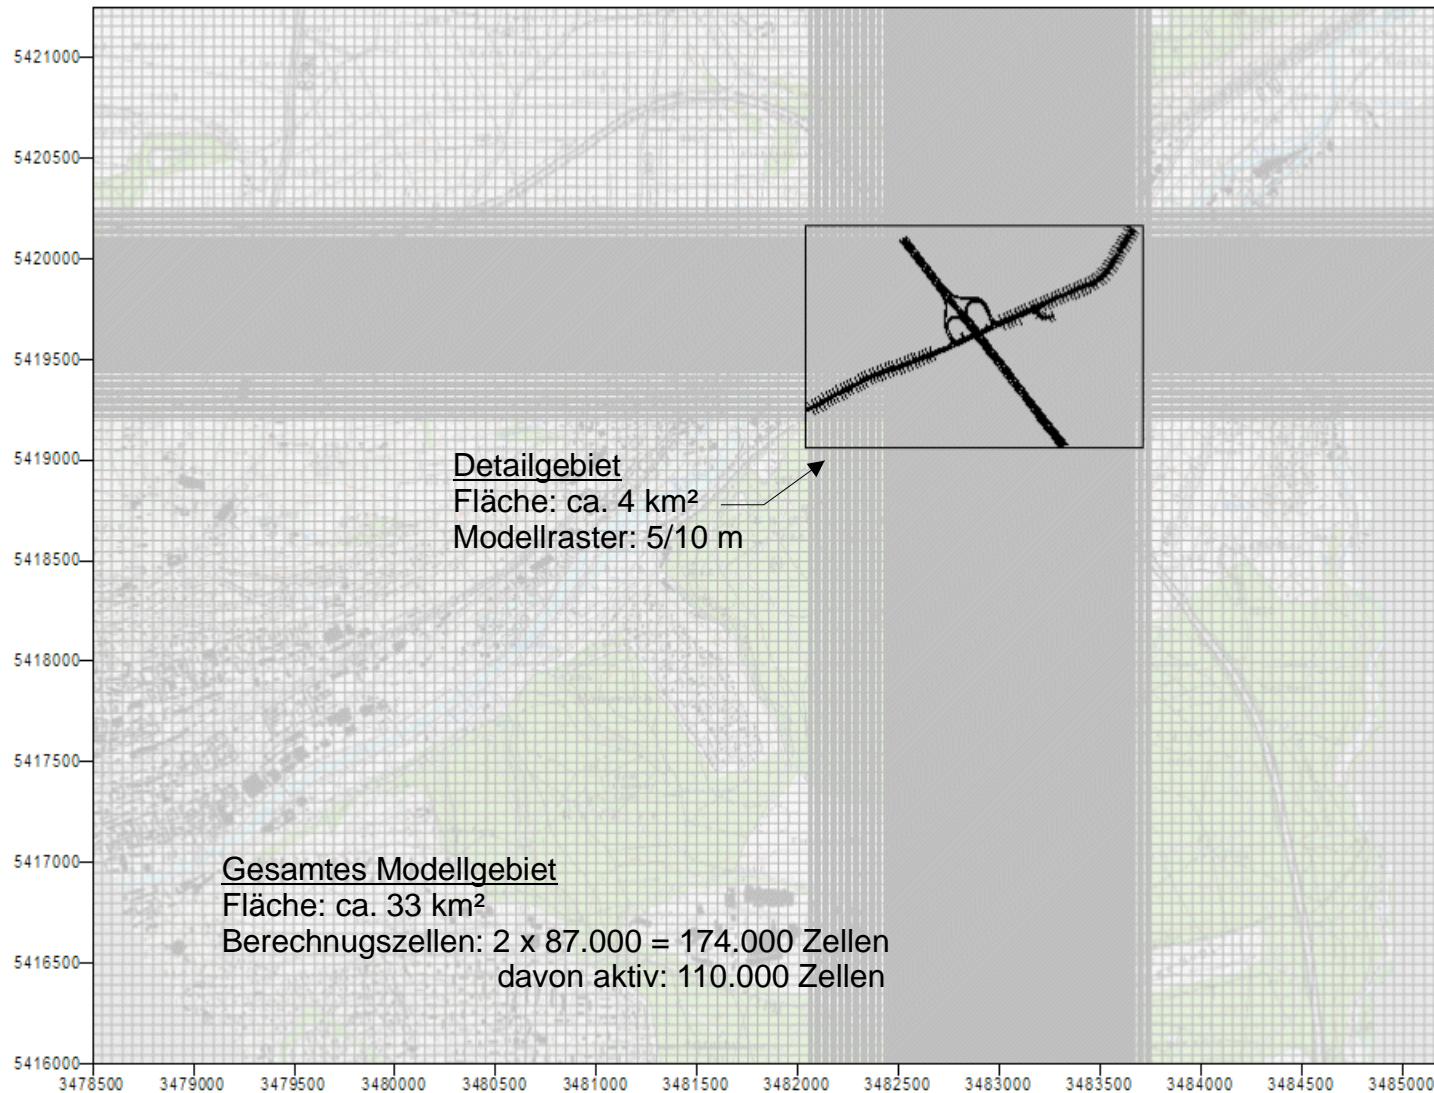 5421000
5420500
5420000
5419500
5419000
5418500
5418000
5417500
5417000
5416500
5416000
Detailgebiet
Fläche: ca. 4 km²
Modellraster: 5/10 m
Gesamtes Modellgebiet
Fläche: ca. 33 km²
Berechnugszellen: 2 x 87.000 = 174.000 Zellen
davon aktiv: 110.000 Zellen
3478500 3479000 3479500 3480000 3480500 3481000 3481500 3482000 3482500 3483000 3483500 3484000 3484500 3485000